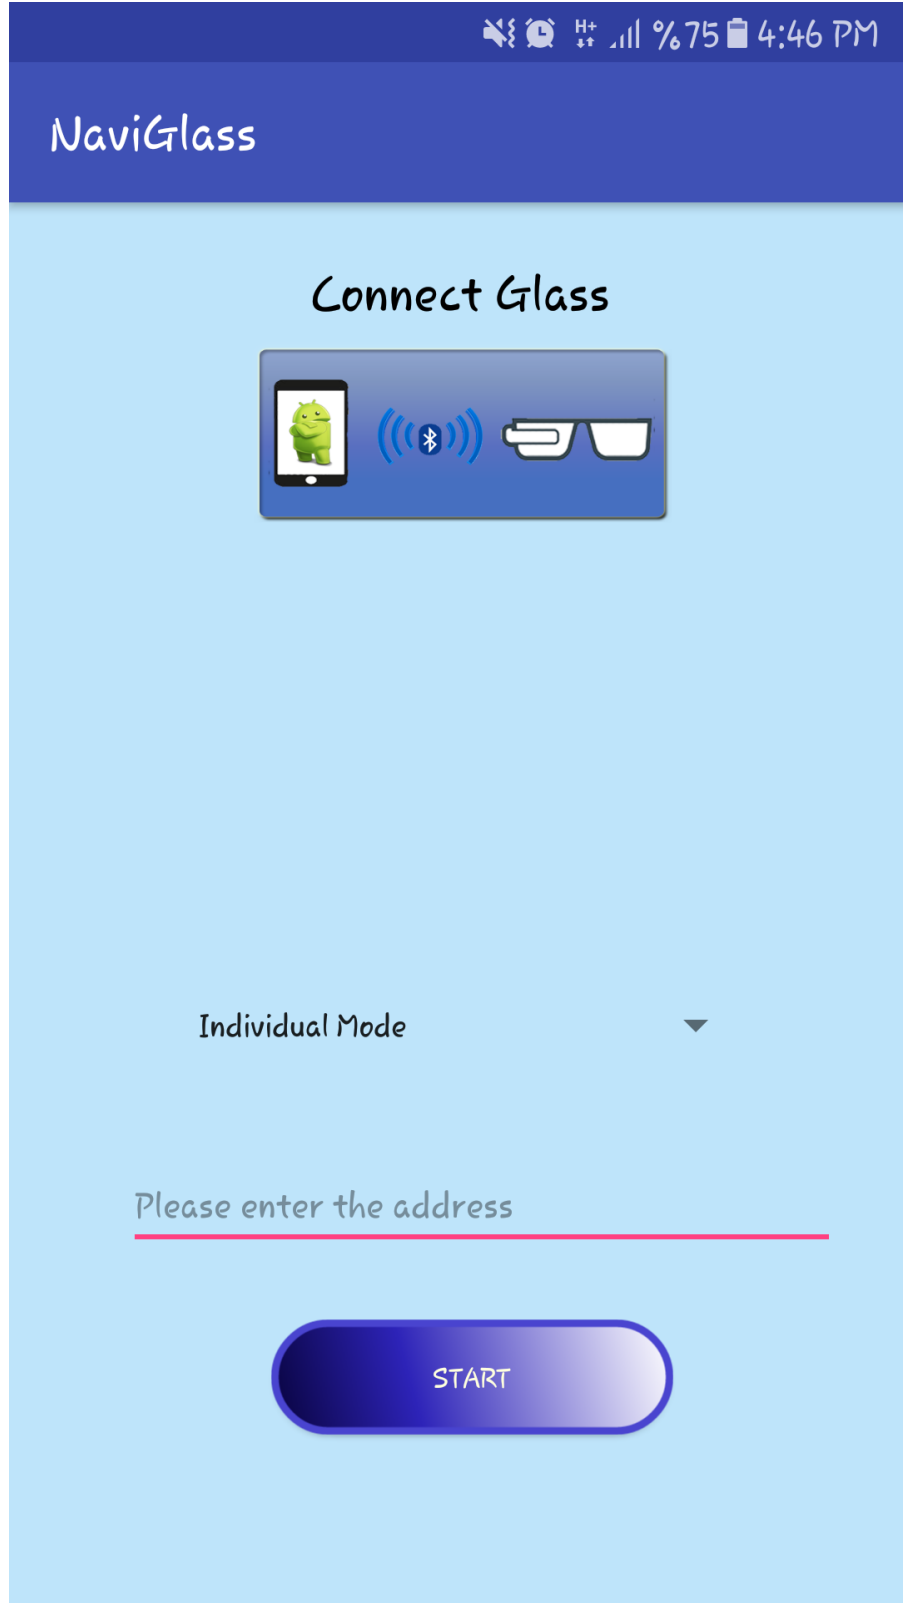 H+ %75 4:46 PM
NaviGlass
Connect Glass
Individual Mode
Please enter the address
START